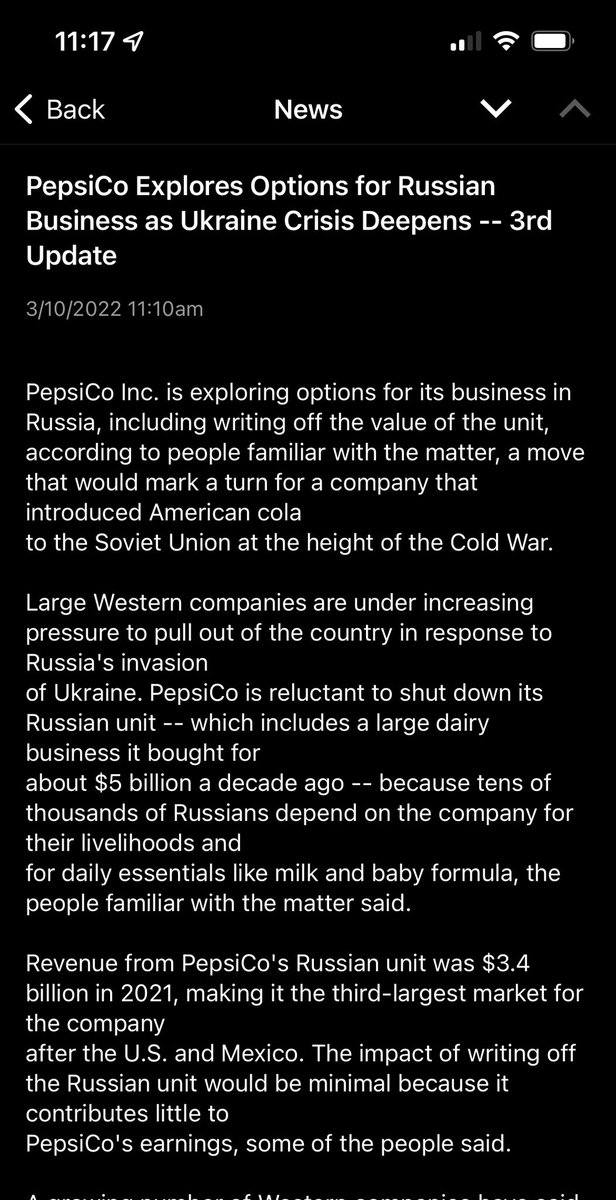 11:17
Back
News
PepsiCo Explores Options for Russian
Business as Ukraine Crisis Deepens -- 3rd
Update
3/10/2022 11:10am
PepsiCo Inc. is exploring options for its business in
Russia, including writing off the value of the unit,
according to people familiar with the matter, a move
that would mark a turn for a company that
introduced American cola
to the Soviet Union at the height of the Cold War.
Large Western companies are under increasing
pressure to pull out of the country in response to
Russia's invasion
of Ukraine. PepsiCo is reluctant to shut down its
Russian unit -- which includes a large dairy
business it bought for
about $5 billion a decade ago -- because tens of
thousands of Russians depend on the company for
their livelihoods and
for daily essentials like milk and baby formula, the
people familiar with the matter said.
Revenue from PepsiCo's Russian unit was $3.4
billion in 2021, making it the third-largest market for
the company
after the U.S. and Mexico. The impact of writing off
the Russian unit would be minimal because it
contributes little to
PepsiCo's earnings, some of the people said.
A growing number of Western companies have said